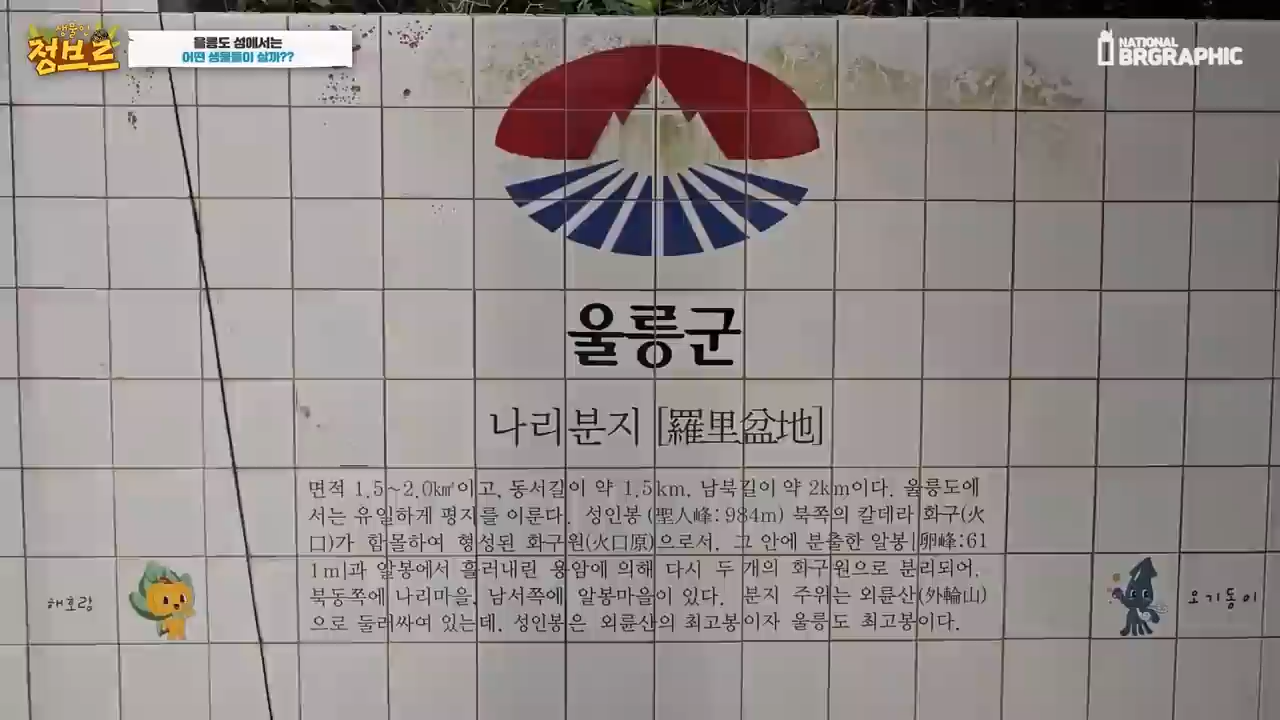 생물인
첨브르
울릉도 섬에서는
어떤 생물들이 살까??
NATIONAL
BRGRAPHIC
울릉군
나리분지 [羅里盆地]
면적 1.5~2.0㎢이고, 동서길이 약 1.5km, 남북길이 약 2km이다. 울릉도에
서는 유일하게 평지를 이룬다. 성인봉(聖人峰:984m) 북쪽의 칼데라 화구(火
口)가 함몰하여 형성된 화구원(火口原)으로서, 그 안에 분출한 알봉[卵峰:61
1m]과 알봉에서 흘러내린 용암에 의해 다시 두 개의 화구원으로 분리되어,
북동쪽에 나리마을, 남서쪽에 알봉마을이 있다. 분지 주위는 외륜산(外輪山)
으로 둘러싸여 있는데, 성인봉은 외륜산의 최고봉이자 울릉도 최고봉이다.
해호랑
오기동이